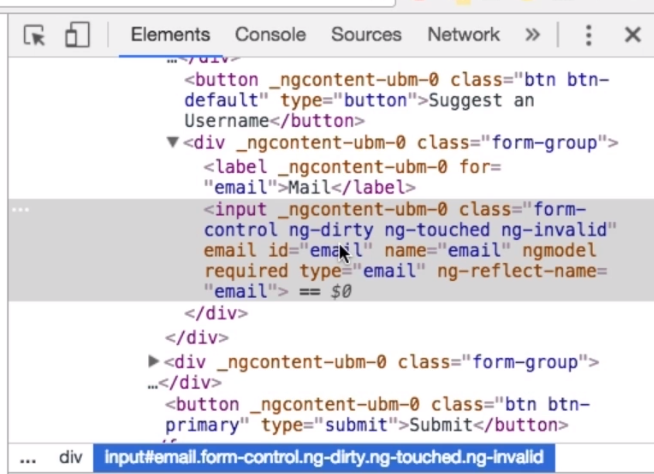 Elements Console Sources Network »
…</div>
<button _ngcontent-ubm-0 class="btn btn-
default" type="button">Suggest an
Username</button>
▼<div _ngcontent-ubm-0 class="form-group">
<label _ngcontent-ubm-0 for=
"email">Mail</label>
<input _ngcontent-ubm-0 class="form-
control ng-dirty ng-touched ng-invalid"
email id="email" name="email" ngmodel
required type="email" ng-reflect-name=
"email"> == $0
</div>
</div>
▶<div _ngcontent-ubm-0 class="form-group">
…</div>
<button _ngcontent-ubm-0 class="btn btn-
primary" type="submit">Submit</button>
... div input#email.form-control.ng-dirty.ng-touched.ng-invalid